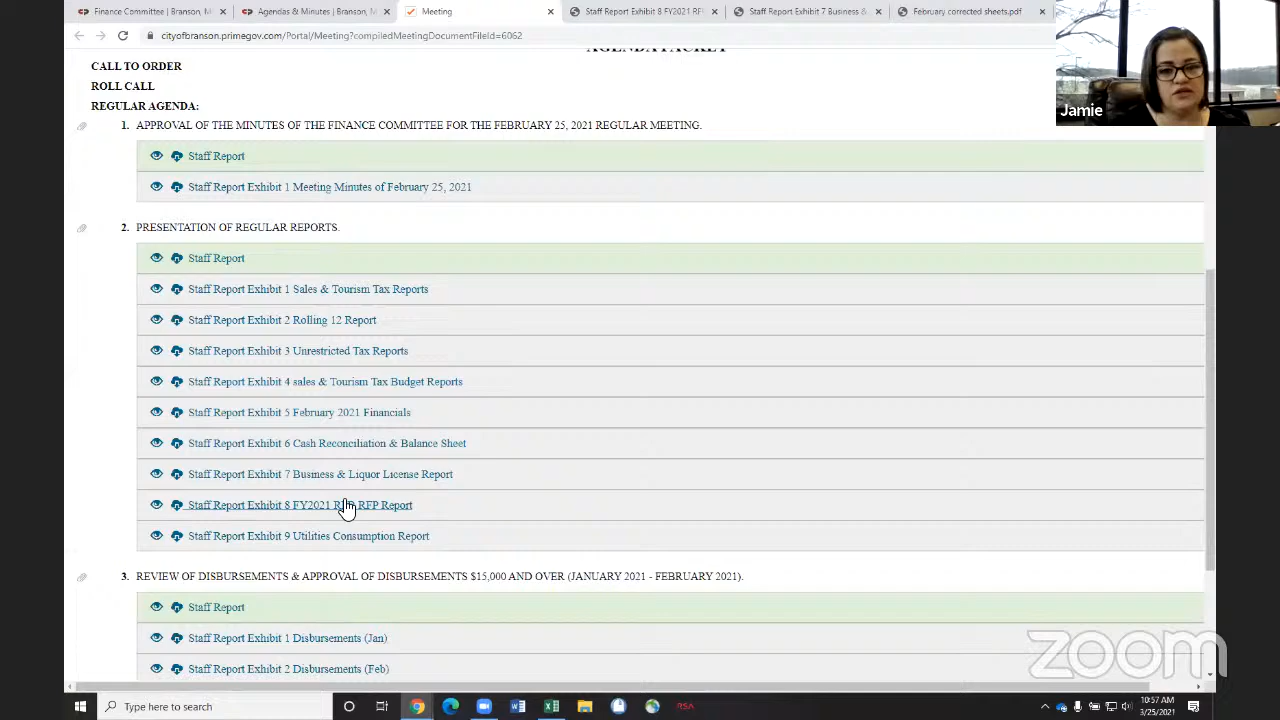 Finance Committee | Branson, M
Agendas & Minutes | Branson, M
Meeting
Staff Report Exhibit 8 FY2021 RF
Staff Report Exhibit 7 Business &
February corrected sheets.pdf
cityofbranson.primegov.com/Portal/Meeting?compiledMeetingDocumentFileId=6062
Jamie
AGENDA PACKET
CALL TO ORDER
ROLL CALL
REGULAR AGENDA:
1. APPROVAL OF THE MINUTES OF THE FINANCE COMMITTEE FOR THE FEBRUARY 25, 2021 REGULAR MEETING.
Staff Report
Staff Report Exhibit 1 Meeting Minutes of February 25, 2021
2. PRESENTATION OF REGULAR REPORTS.
Staff Report
Staff Report Exhibit 1 Sales & Tourism Tax Reports
Staff Report Exhibit 2 Rolling 12 Report
Staff Report Exhibit 3 Unrestricted Tax Reports
Staff Report Exhibit 4 sales & Tourism Tax Budget Reports
Staff Report Exhibit 5 February 2021 Financials
Staff Report Exhibit 6 Cash Reconciliation & Balance Sheet
Staff Report Exhibit 7 Business & Liquor License Report
Staff Report Exhibit 8 FY2021 RFP Report
Staff Report Exhibit 9 Utilities Consumption Report
3. REVIEW OF DISBURSEMENTS & APPROVAL OF DISBURSEMENTS $15,000 AND OVER (JANUARY 2021 - FEBRUARY 2021).
Staff Report
Staff Report Exhibit 1 Disbursements (Jan)
Staff Report Exhibit 2 Disbursements (Feb)
zoom
Type here to search
RSA
10:57 AM
3/25/2021